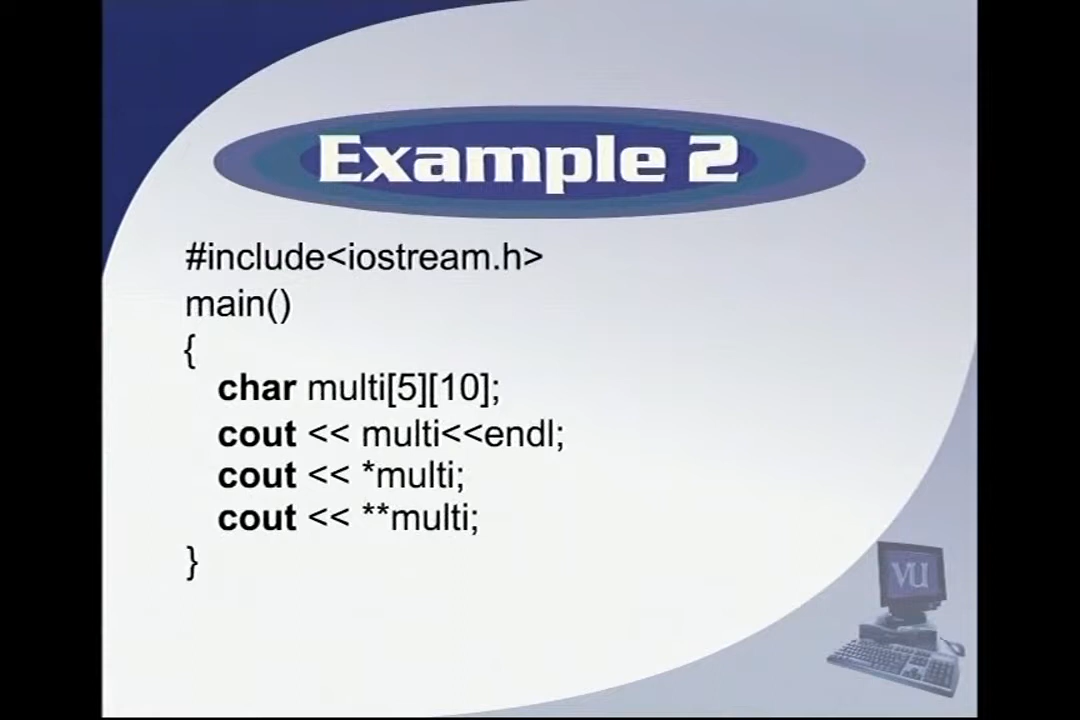 Example 2
#include<iostream.h>
main()
{
char multi[5][10];
cout << multi<<endl;
cout << *multi;
cout << **multi;
}
VU